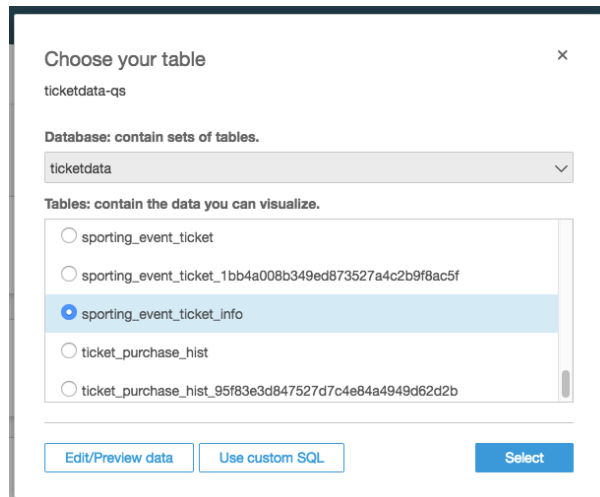 Choose your table
ticketdata-qs
Database: contain sets of tables.
ticketdata
Tables: contain the data you can visualize.
sporting_event_ticket
sporting_event_ticket_1bb4a008b349ed873527a4c2b9f8ac5f
sporting_event_ticket_info
ticket_purchase_hist
ticket_purchase_hist_95f83e3d847527d7c4e84a4949d62d2b
Edit/Preview data Use custom SQL Select